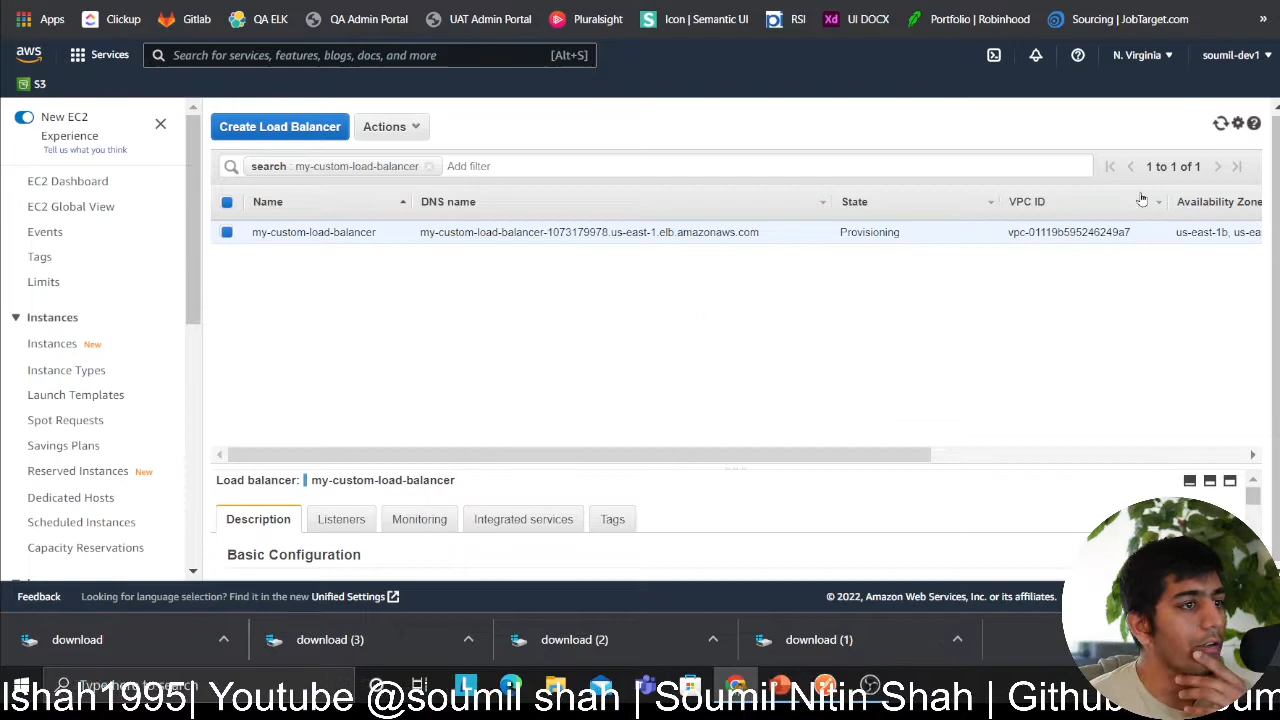 Apps Clickup Gitlab QA ELK QA Admin Portal UAT Admin Portal Pluralsight Icon | Semantic UI RSI UI DOCX Portfolio | Robinhood Sourcing | JobTarget.com »
aws Services Search for services, features, blogs, docs, and more [Alt+S] N. Virginia soumil-dev1
S3
New EC2
Experience
Tell us what you think
EC2 Dashboard
EC2 Global View
Events
Tags
Limits
Instances
Instances New
Instance Types
Launch Templates
Spot Requests
Savings Plans
Reserved Instances New
Dedicated Hosts
Scheduled Instances
Capacity Reservations
Create Load Balancer Actions
search : my-custom-load-balancer Add filter 1 to 1 of 1
Name DNS name State VPC ID Availability Zone
my-custom-load-balancer my-custom-load-balancer-1073179978.us-east-1.elb.amazonaws.com Provisioning vpc-01119b595246249a7 us-east-1b, us-ea
Load balancer: my-custom-load-balancer
Description Listeners Monitoring Integrated services Tags
Basic Configuration
Feedback Looking for language selection? Find it in the new Unified Settings © 2022, Amazon Web Services, Inc. or its affiliates.
download download (3) download (2) download (1)
Type here to search
Ishan1995| Youtube @soumil shah | Soumil Nitin Shah | Github